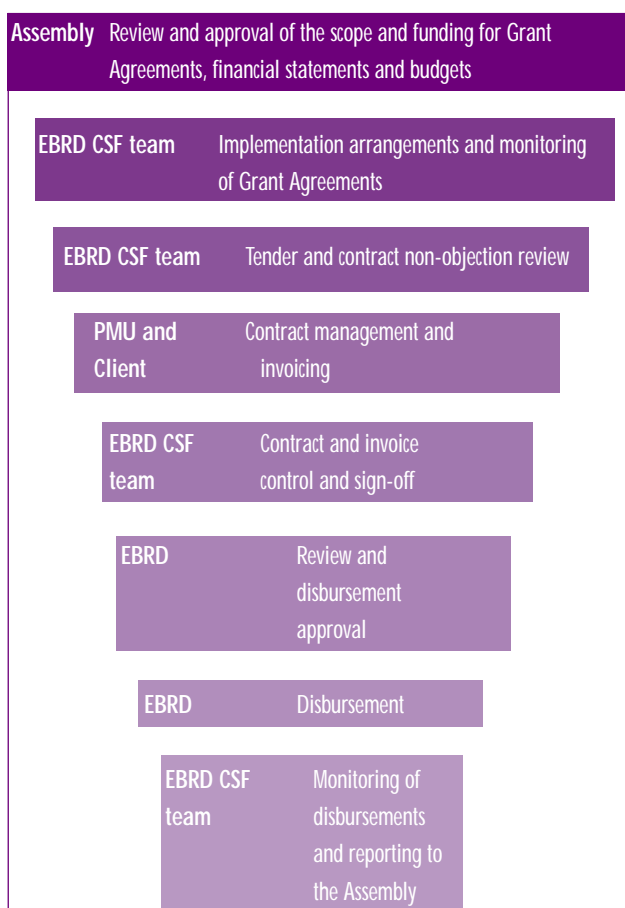 Assembly Review and approval of the scope and funding for Grant
Agreements, financial statements and budgets
EBRD CSF team Implementation arrangements and monitoring
of Grant Agreements
EBRD CSF team Tender and contract non-objection review
PMU and Contract management and
Client invoicing
EBRD CSF Contract and invoice
team control and sign-off
EBRD Review and
disbursement
approval
EBRD Disbursement
EBRD CSF Monitoring of
team disbursements
and reporting to
the Assembly